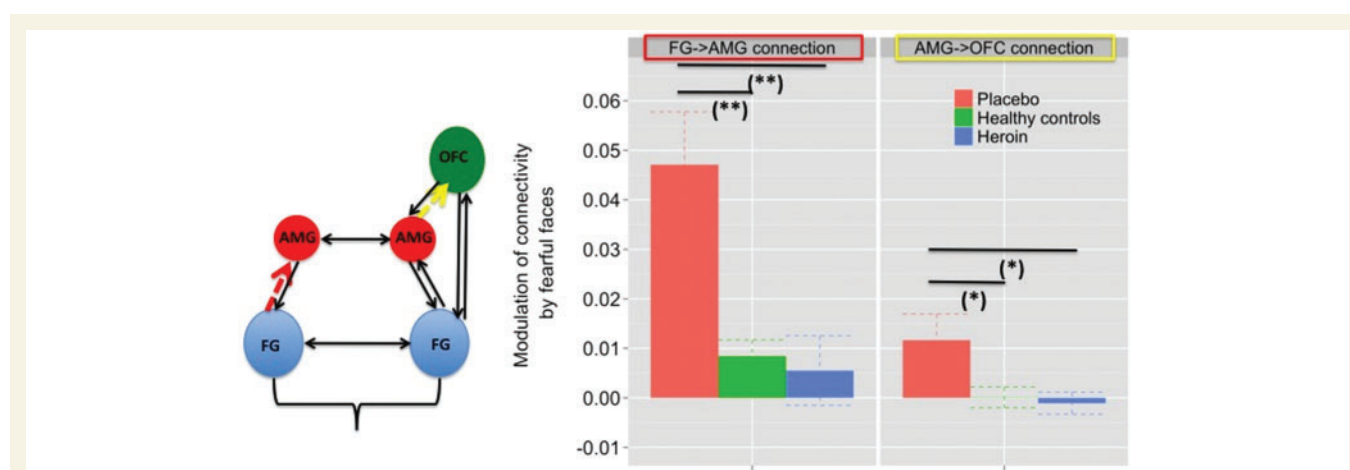 FG->AMG connection
AMG->OFC connection
(**)
(**)
Placebo
Healthy controls
Heroin
(*)
(*)
Modulation of connectivity
by fearful faces
0.06
0.05
0.04
0.03
0.02
0.01
0.00
-0.01
OFC
AMG
AMG
FG
FG